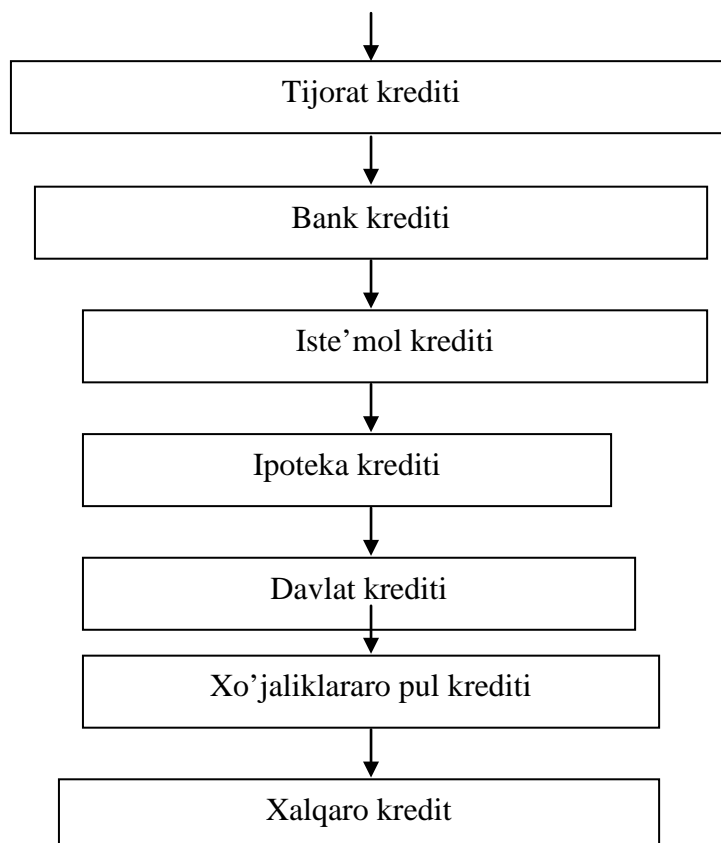 Tijorat krediti
Bank krediti
Iste’mol krediti
Ipoteka krediti
Davlat krediti
Xo’jaliklararo pul krediti
Xalqaro kredit